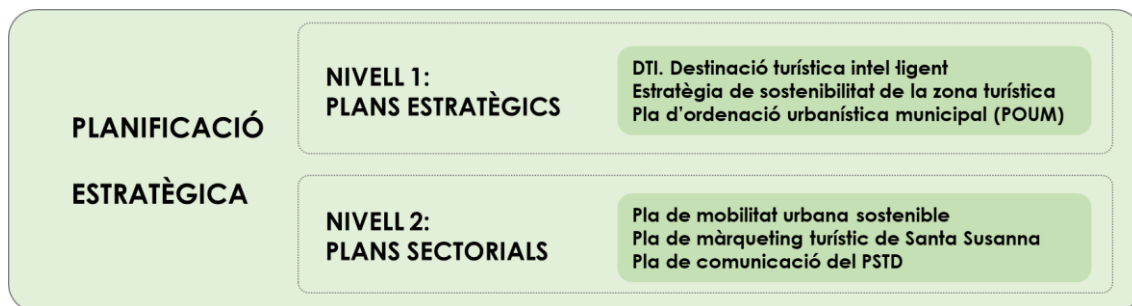 PLANIFICACIÓ
ESTRATÈGICA
NIVELL 1:
PLANS ESTRATÈGICS
DTI. Destinació turística intel·ligent
Estratègia de sostenibilitat de la zona turística
Pla d'ordenació urbanística municipal (POUM)
NIVELL 2:
PLANS SECTORIALS
Pla de mobilitat urbana sostenible
Pla de màrqueting turístic de Santa Susanna
Pla de comunicació del PSTD